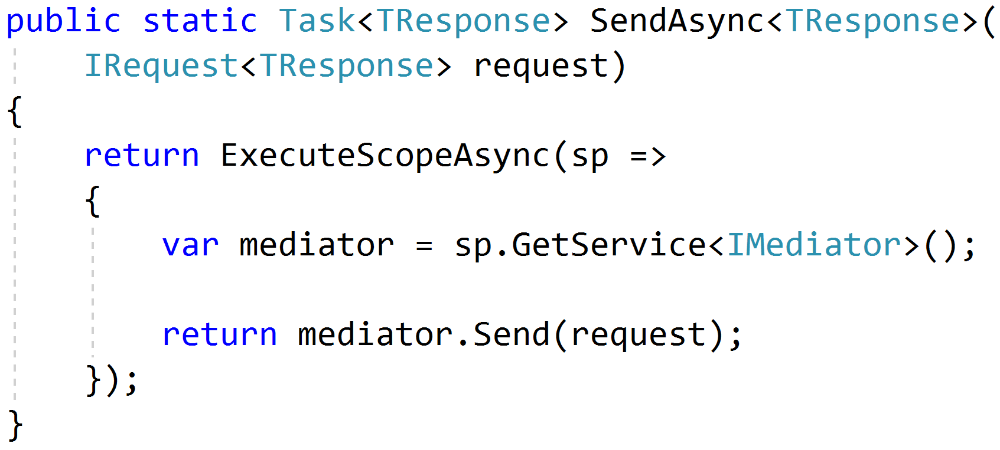 public static Task<TResponse> SendAsync<TResponse>(
    IRequest<TResponse> request)
{
    return ExecuteScopeAsync(sp =>
    {
        var mediator = sp.GetService<IMediator>();

        return mediator.Send(request);
    });
}